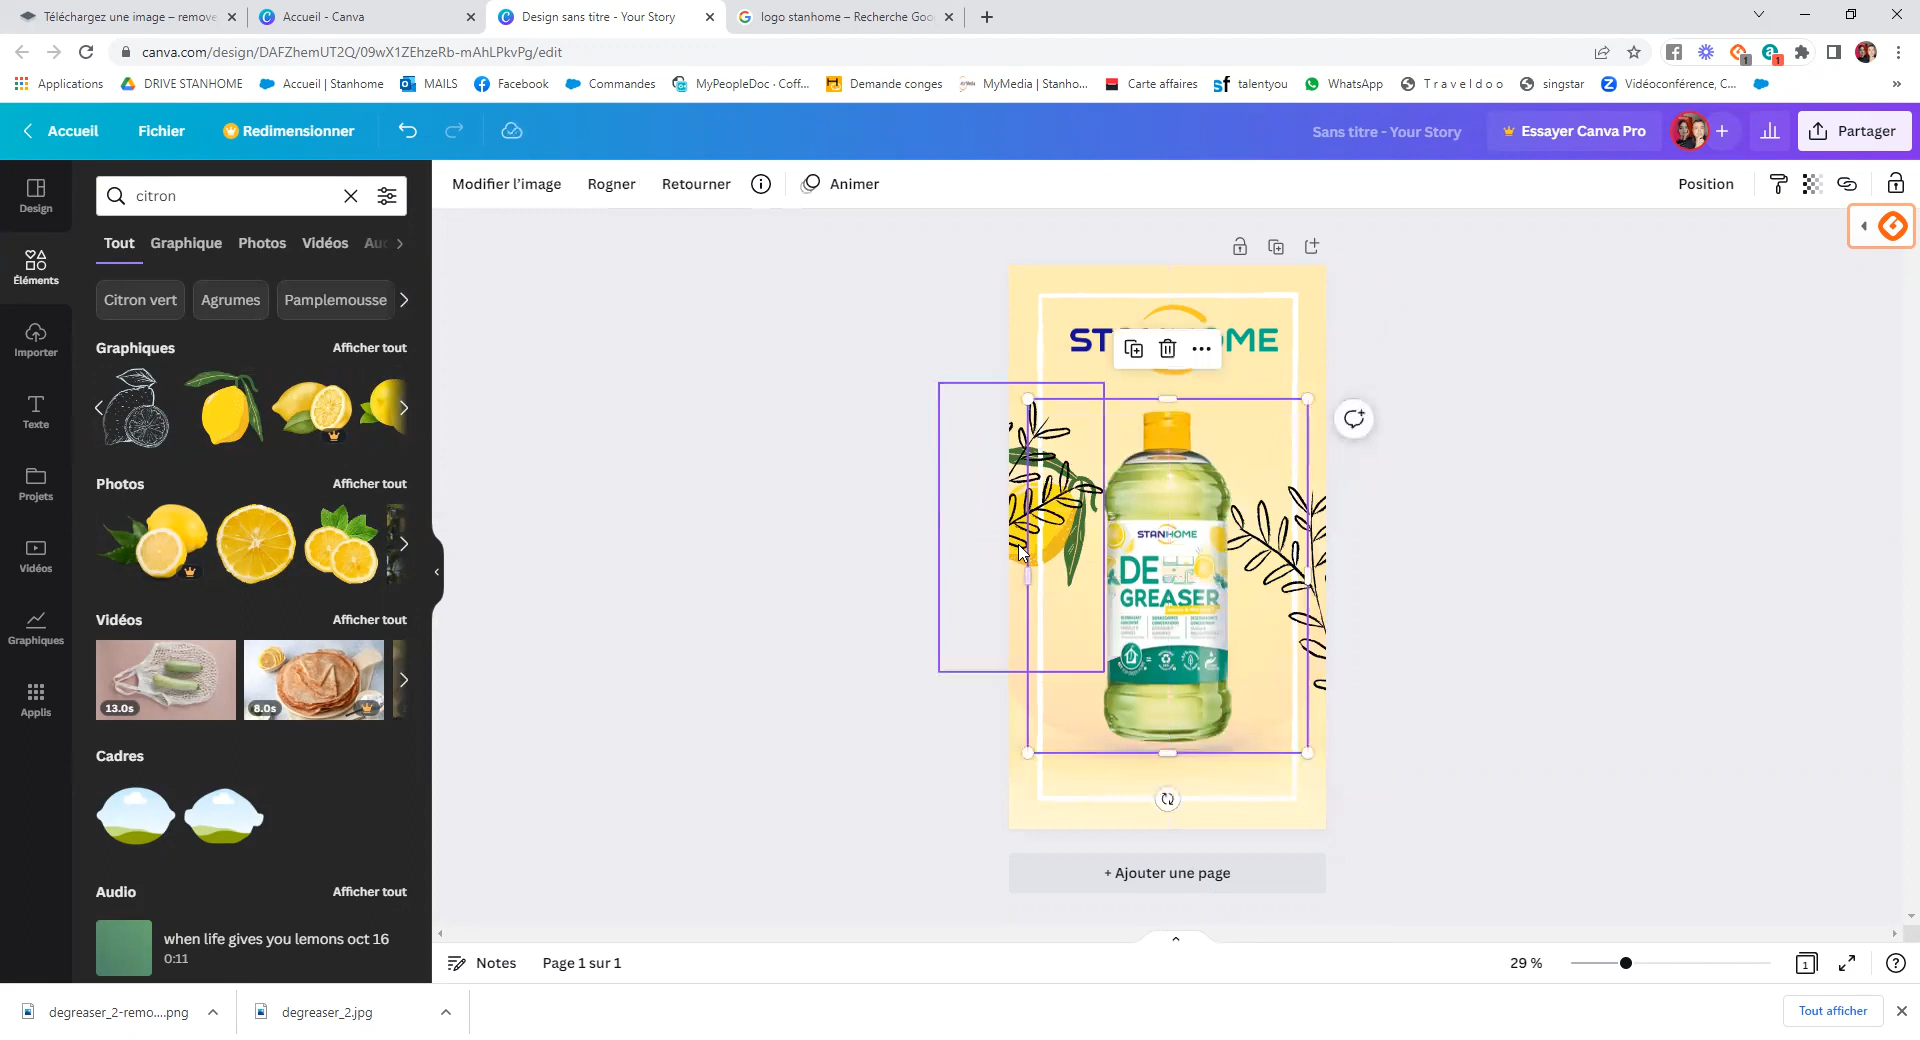 Téléchargez une image – remove
Accueil - Canva
Design sans titre - Your Story
logo stanhome – Recherche Goo
canva.com/design/DAFZhemUT2Q/09wX1ZEhzeRb-mAhLPkvPg/edit
Applications
DRIVE STANHOME
Accueil | Stanhome
MAILS
Facebook
Commandes
MyPeopleDoc · Coff...
Demande conges
MyMedia | Stanho...
Carte affaires
talentyou
WhatsApp
T r a v e l d o o
singstar
Vidéoconférence, C...
Accueil
Fichier
Redimensionner
Sans titre - Your Story
Essayer Canva Pro
Partager
Design
Éléments
Importer
Texte
Projets
Vidéos
Graphiques
Applis
citron
Tout
Graphique
Photos
Vidéos
Au
Citron vert
Agrumes
Pamplemousse
Graphiques
Afficher tout
Photos
Afficher tout
Vidéos
Afficher tout
13.0s
8.0s
Cadres
Audio
Afficher tout
when life gives you lemons oct 16
0:11
Modifier l'image
Rogner
Retourner
Animer
Position
ST
OME
STANHOME
DE
GREASER
+ Ajouter une page
Notes
Page 1 sur 1
29 %
1
degreaser_2-remo....png
degreaser_2.jpg
Tout afficher